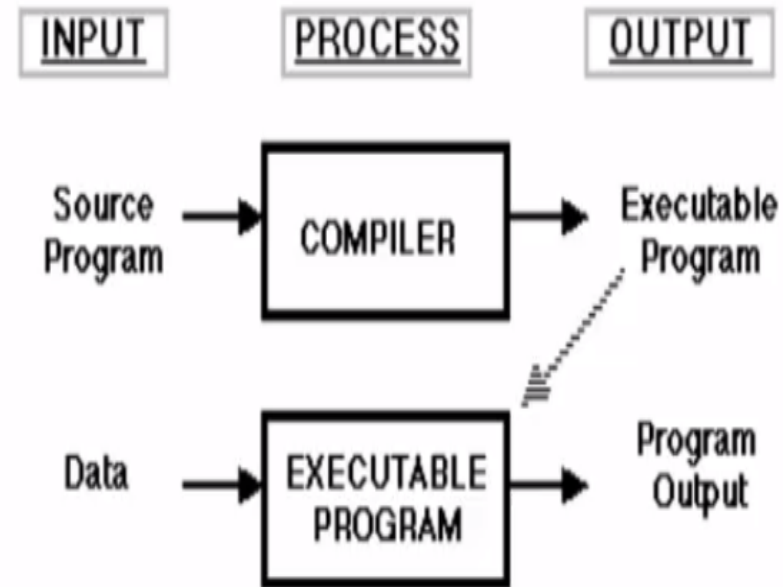 INPUT
PROCESS
OUTPUT
Source
Program
COMPILER
Executable
Program
Data
EXECUTABLE
PROGRAM
Program
Output